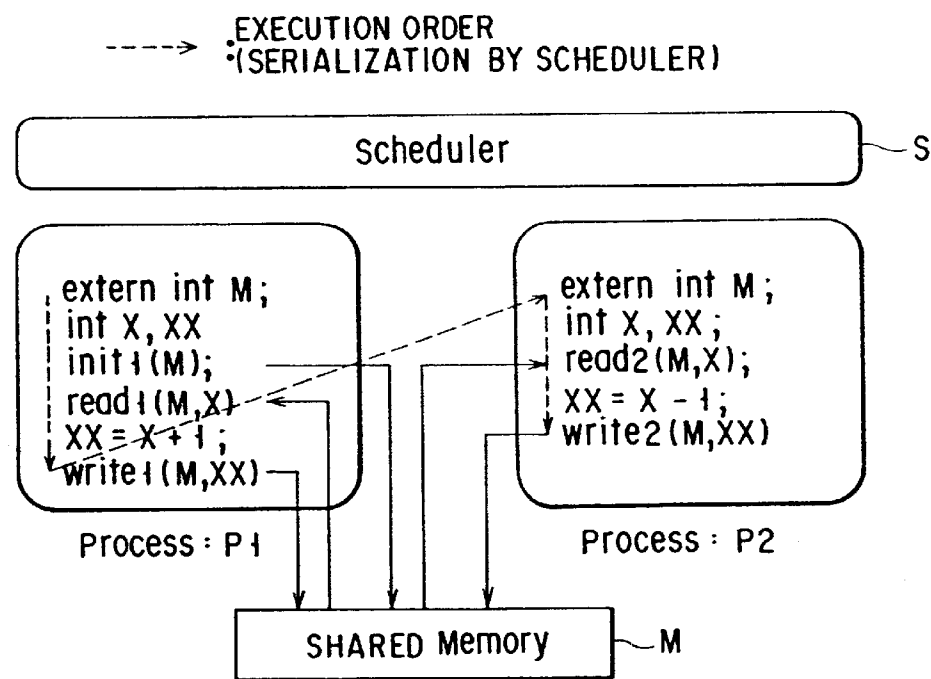 :EXECUTION ORDER
(SERIALIZATION BY SCHEDULER)
Scheduler
S
extern int M;
int X, XX
init1(M);
read1(M,X)
XX = X + 1;
write1(M,XX)
Process : P1
extern int M;
int X, XX;
read2(M,X);
XX = X - 1;
write2(M,XX)
Process : P2
SHARED Memory
M